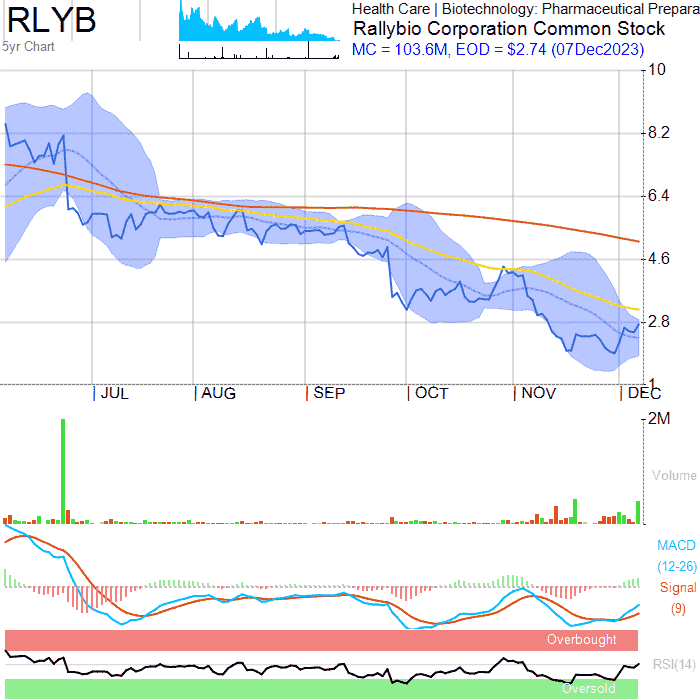 RLYB
5yr Chart
Health Care | Biotechnology: Pharmaceutical Prepara
Rallybio Corporation Common Stock
MC = 103.6M, EOD = $2.74 (07Dec2023)
10
8.2
6.4
4.6
2.8
1
JUL AUG SEP OCT NOV DEC
2M
Volume
MACD
(12-26)
Signal
(9)
Overbought
RSI(14)
Oversold